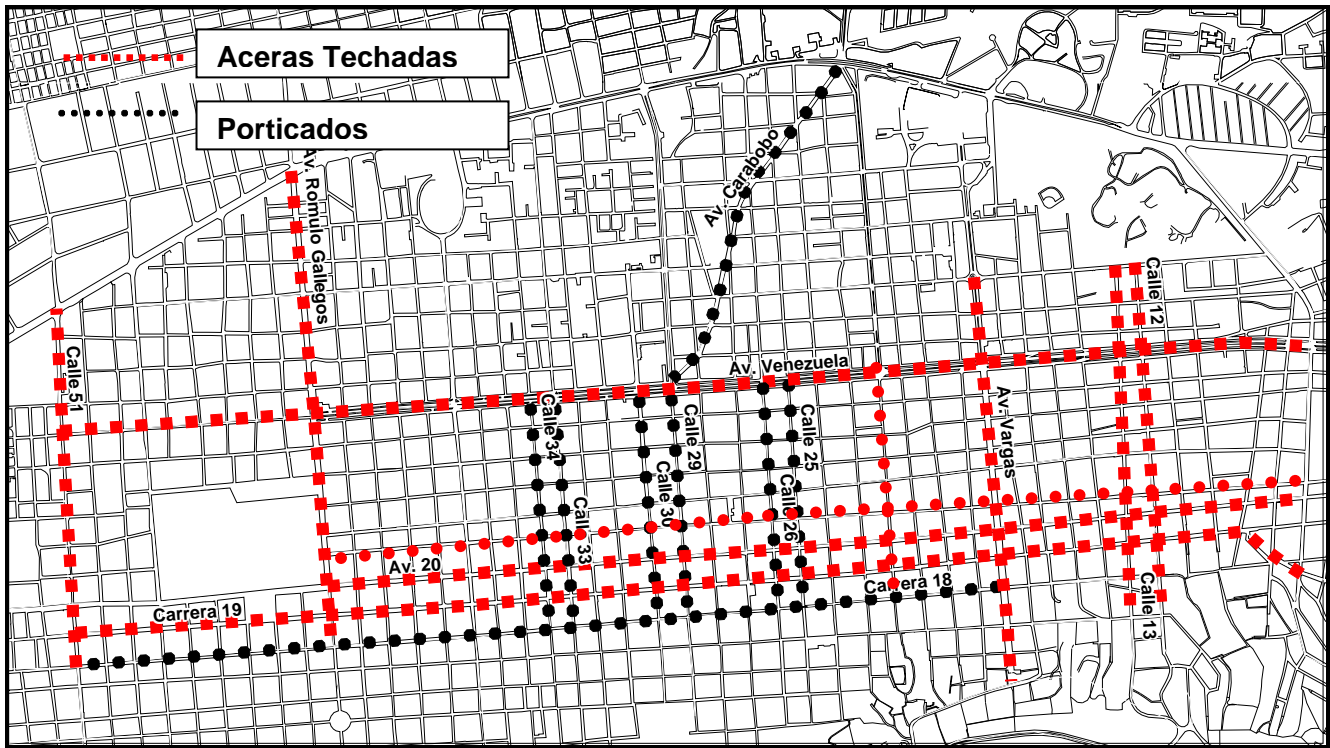 Aceras Techadas
Porticados
Av. Romulo Gallegos
Av. Carabobo
Calle 12
Calle 51
Av. Venezuela
Calle 34
Calle 29
Calle 25
Av. Vargas
Calle 30
Calle 26
Calle 33
Av. 20
Carrera 18
Carrera 19
Calle 13